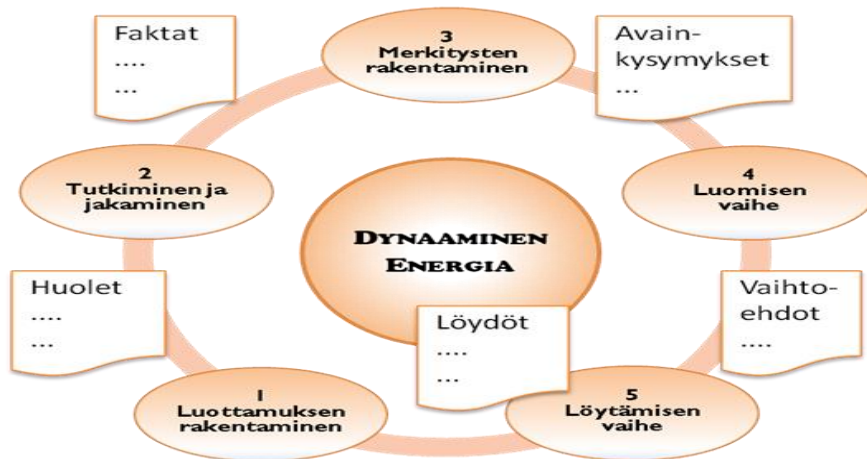 Faktat
....
...
3
Merkitysten
rakentaminen
Avain-
kysymykset
...
2
Tutkiminen ja
jakaminen
4
Luomisen
vaihe
DYNAAMINEN
ENERGIA
Huolet
....
...
Löydöt
....
...
Vaihto-
ehdot
....
1
Luottamuksen
rakentaminen
5
Löytämisen
vaihe